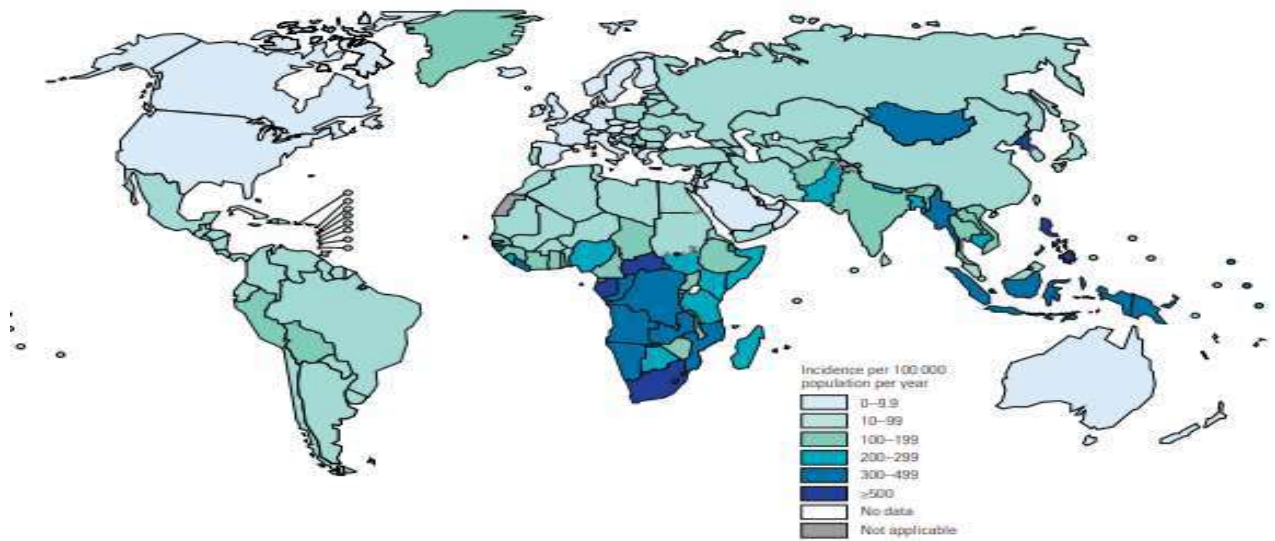 Incidence per 100 000
population per year
0–9.9
10–99
100–199
200–299
300–499
≥500
No data
Not applicable